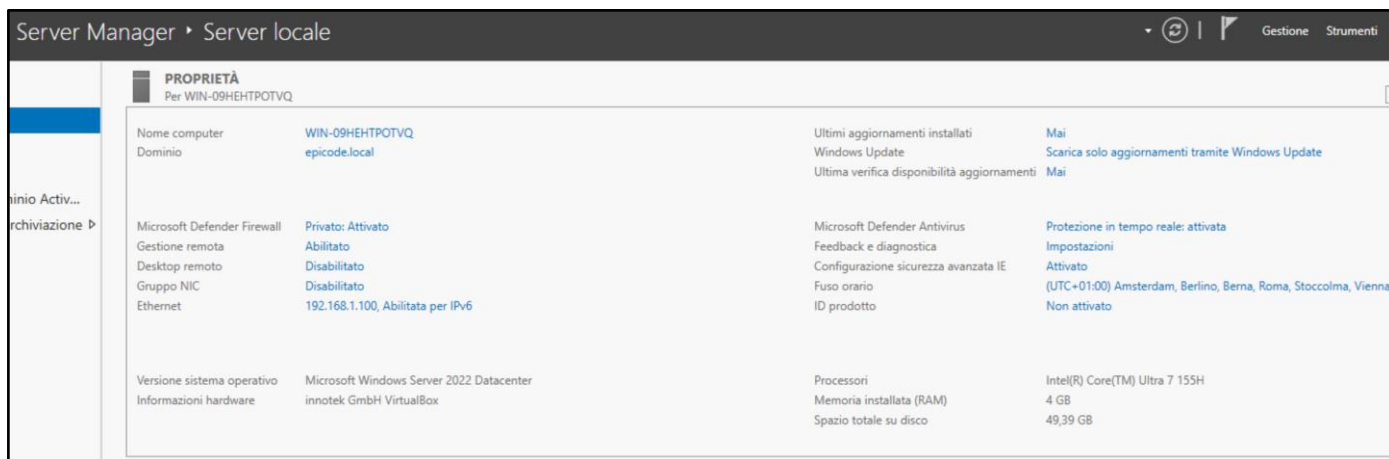 Server Manager ‣ Server locale
Gestione Strumenti
PROPRIETÀ
Per WIN-09HEHTPOTVQ
Nome computer WIN-09HEHTPOTVQ Ultimi aggiornamenti installati Mai
Dominio epicode.local Windows Update Scarica solo aggiornamenti tramite Windows Update
Ultima verifica disponibilità aggiornamenti Mai
inio Activ...
rchiviazione
Microsoft Defender Firewall Privato: Attivato Microsoft Defender Antivirus Protezione in tempo reale: attivata
Gestione remota Abilitato Feedback e diagnostica Impostazioni
Desktop remoto Disabilitato Configurazione sicurezza avanzata IE Attivato
Gruppo NIC Disabilitato Fuso orario (UTC+01:00) Amsterdam, Berlino, Berna, Roma, Stoccolma, Vienna
Ethernet 192.168.1.100, Abilitata per IPv6 ID prodotto Non attivato
Versione sistema operativo Microsoft Windows Server 2022 Datacenter Processori Intel(R) Core(TM) Ultra 7 155H
Informazioni hardware innotek GmbH VirtualBox Memoria installata (RAM) 4 GB
Spazio totale su disco 49,39 GB